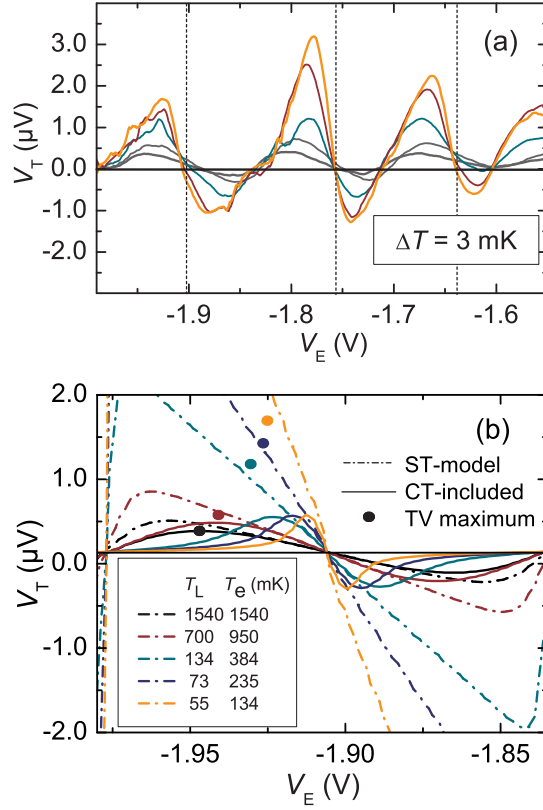 (a)
3.0
2.0
1.0
0.0
-1.0
-2.0
V_T (μV)
ΔT = 3 mK
-1.9 -1.8 -1.7 -1.6
V_E (V)
(b)
2.0
1.0
0.0
-1.0
-2.0
V_T (μV)
ST-model
CT-included
TV maximum
T_L T_e (mK)
1540 1540
700 950
134 384
73 235
55 134
-1.95 -1.90 -1.85
V_E (V)